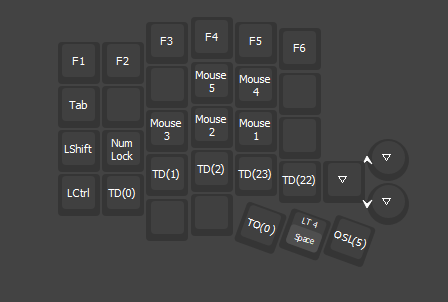 F1
F2
F3
F4
F5
F6
Mouse
5
Mouse
4
Tab
Mouse
3
Mouse
2
Mouse
1
LShift
Num
Lock
TD(1)
TD(2)
TD(23)
TD(22)
▽
▽
LCtrl
TD(0)
▽
TO(0)
LT 4
Space
OSL(5)